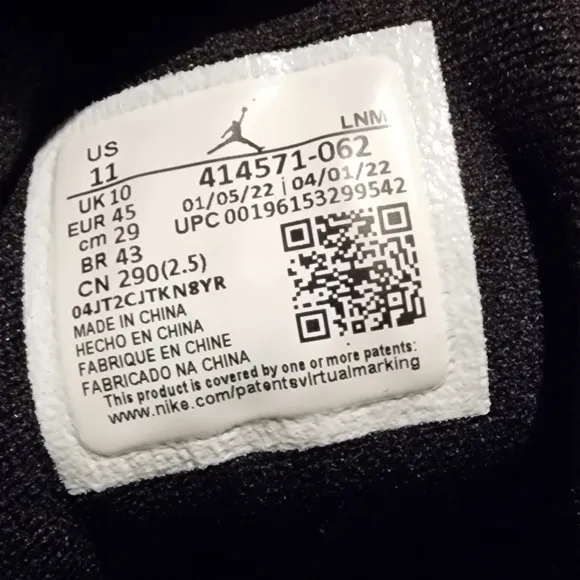 LNM
US
11
414571-062
UK 10
01/05/22 | 04/01/22
EUR 45
UPC 00196153299542
cm 29
BR 43
CN 290(2.5)
04JT2CJTKN8YR
MADE IN CHINA
HECHO EN CHINA
FABRIQUE EN CHINE
FABRICADO NA CHINA
This product is covered by one or more patents:
www.nike.com/patentsvirtualmarking